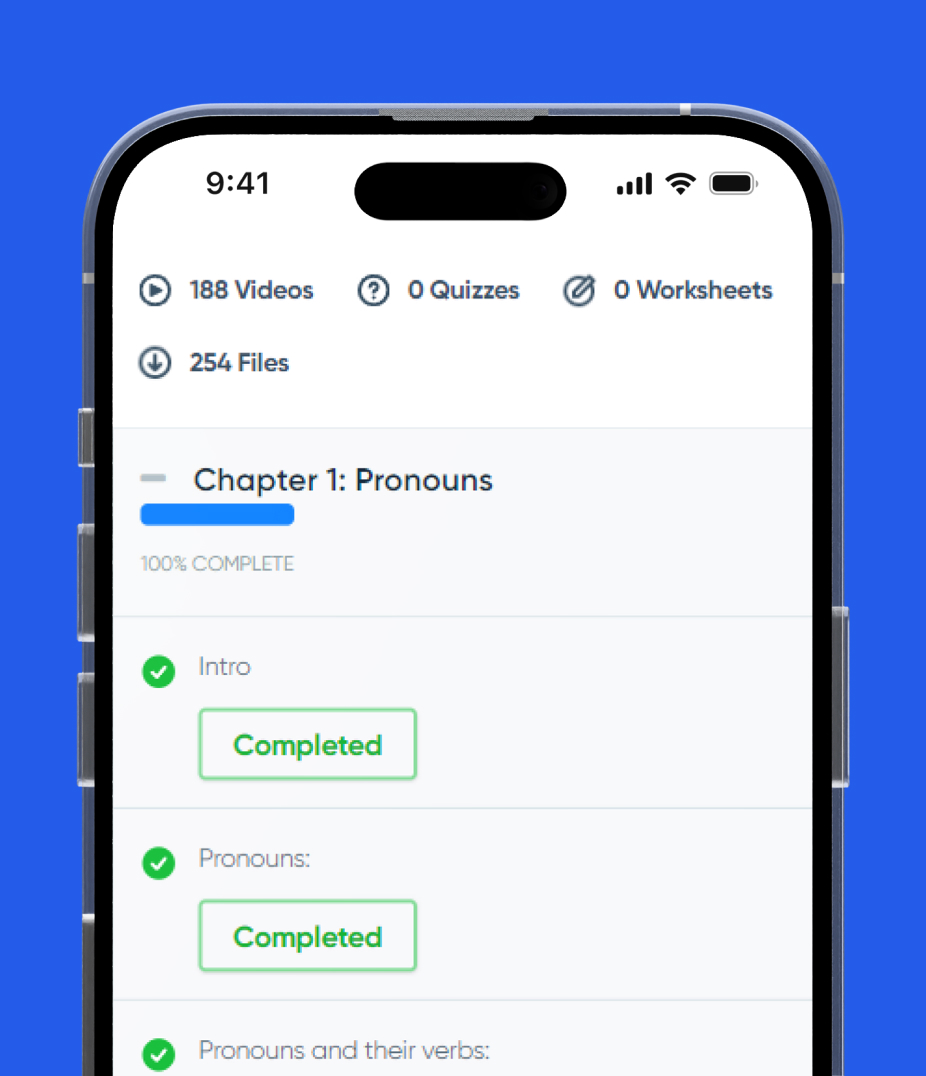 9:41
188 Videos 0 Quizzes 0 Worksheets
254 Files
Chapter 1: Pronouns
100% COMPLETE
Intro
Completed
Pronouns:
Completed
Pronouns and their verbs: